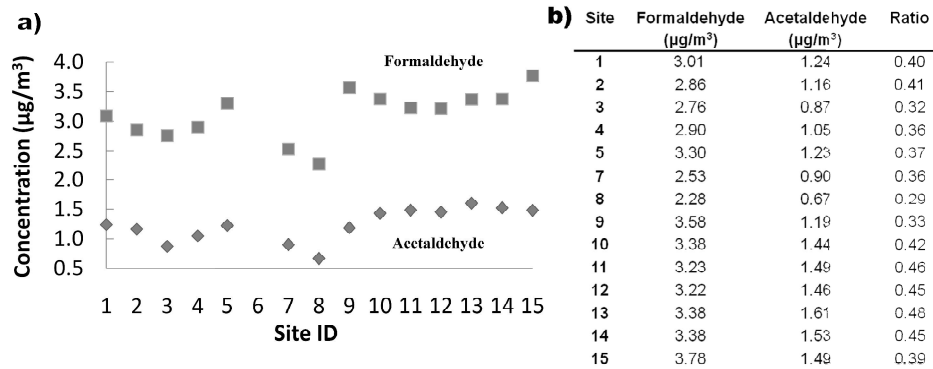 a)
Concentration (µg/m³)
4.0
3.5
3.0
2.5
2.0
1.5
1.0
0.5
Formaldehyde
Acetaldehyde
1 2 3 4 5 6 7 8 9 10 11 12 13 14 15
Site ID
b)
Site Formaldehyde Acetaldehyde Ratio
(µg/m³) (µg/m³)
1 3.01 1.24 0.40
2 2.86 1.16 0.41
3 2.76 0.87 0.32
4 2.90 1.05 0.36
5 3.30 1.23 0.37
7 2.53 0.90 0.36
8 2.28 0.67 0.29
9 3.58 1.19 0.33
10 3.38 1.44 0.42
11 3.23 1.49 0.46
12 3.22 1.46 0.45
13 3.38 1.61 0.48
14 3.38 1.53 0.45
15 3.78 1.49 0.39